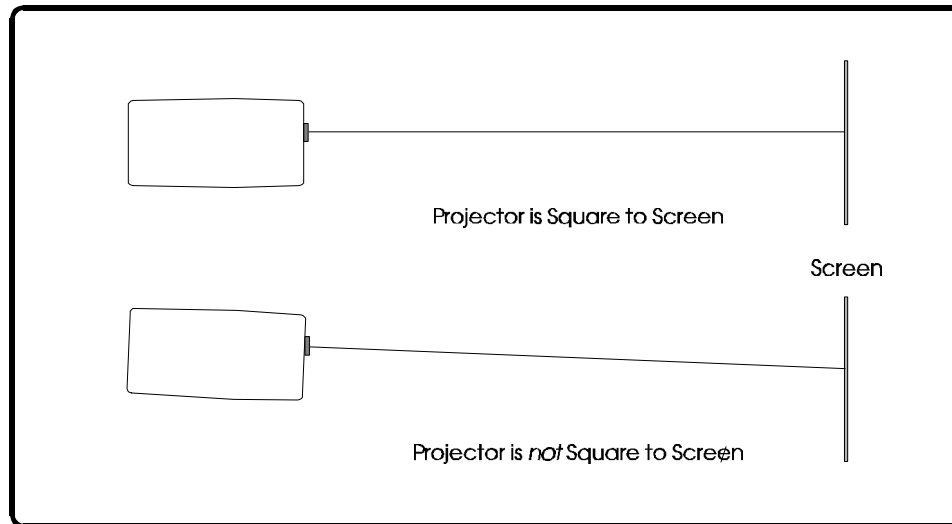 Projector is Square to Screen
Screen
Projector is not Square to Screen